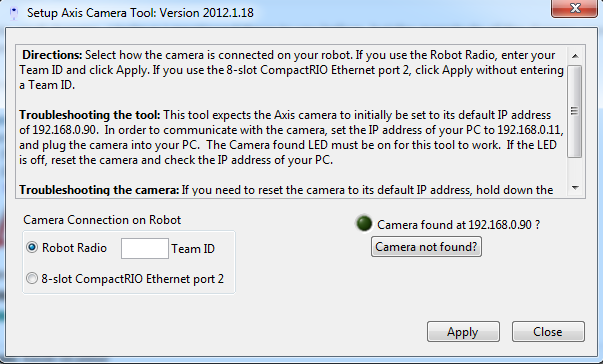 Setup Axis Camera Tool: Version 2012.1.18
Directions: Select how the camera is connected on your robot. If you use the Robot Radio, enter your
Team ID and click Apply. If you use the 8-slot CompactRIO Ethernet port 2, click Apply without entering
a Team ID.
Troubleshooting the tool: This tool expects the Axis camera to initially be set to its default IP address
of 192.168.0.90. In order to communicate with the camera, set the IP address of your PC to 192.168.0.11,
and plug the camera into your PC. The Camera found LED must be on for this tool to work. If the LED
is off, reset the camera and check the IP address of your PC.
Troubleshooting the camera: If you need to reset the camera to its default IP address, hold down the
Camera Connection on Robot
Robot Radio Team ID
8-slot CompactRIO Ethernet port 2
Camera found at 192.168.0.90 ?
Camera not found?
Apply Close